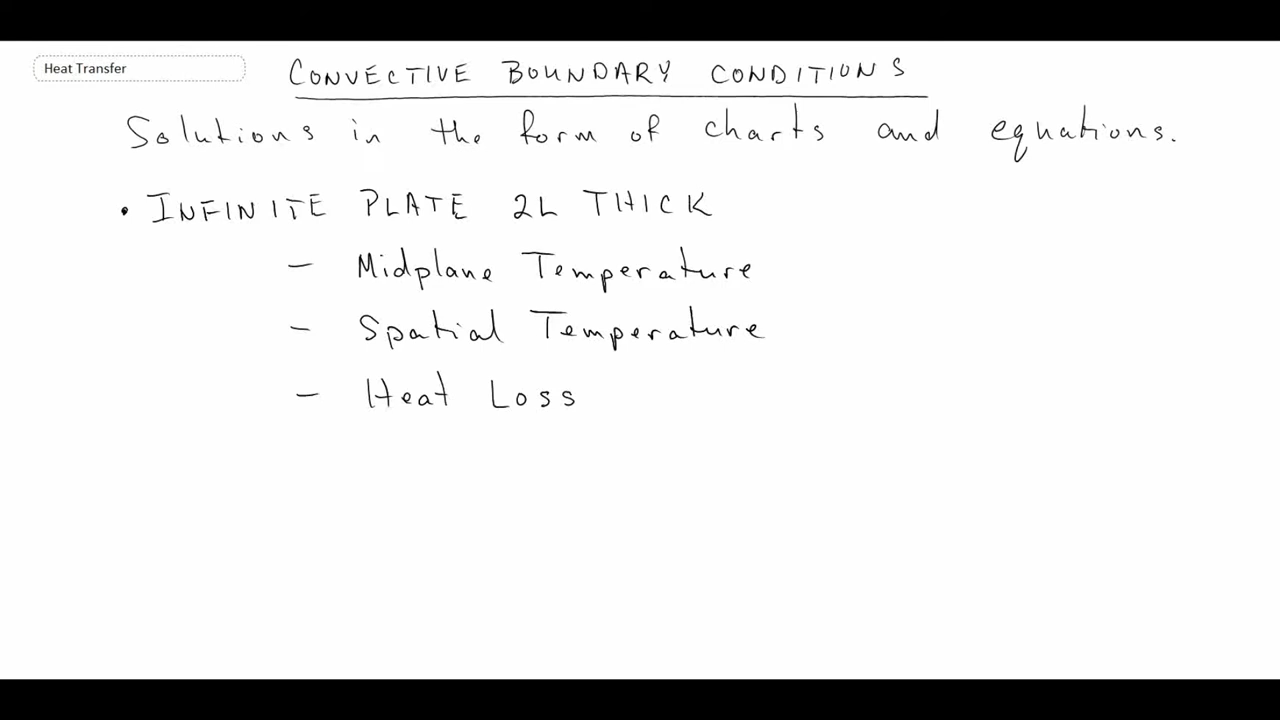 Heat Transfer
CONVECTIVE BOUNDARY CONDITIONS
Solutions in the form of charts and equations.
• INFINITE PLATE 2L THICK
- Midplane Temperature
- Spatial Temperature
- Heat Loss